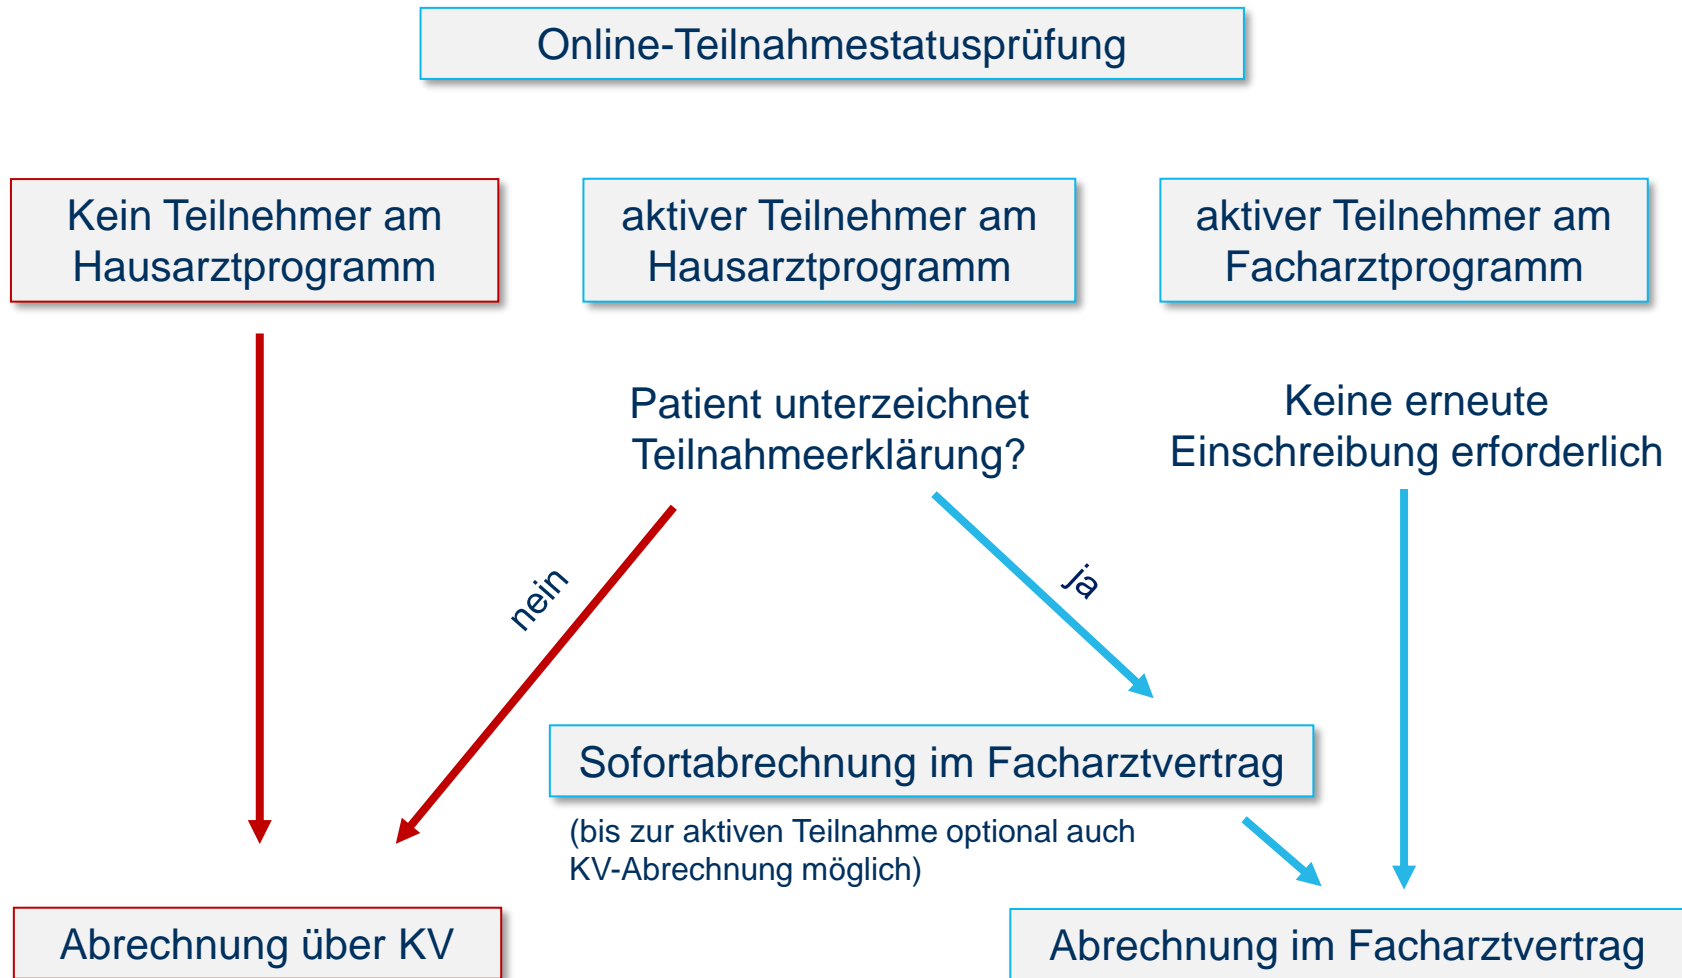 Online-Teilnahmestatusprüfung
Kein Teilnehmer am
Hausarztprogramm
aktiver Teilnehmer am
Hausarztprogramm
aktiver Teilnehmer am
Facharztprogramm
Patient unterzeichnet
Teilnahmeerklärung?
Keine erneute
Einschreibung erforderlich
nein
ja
Sofortabrechnung im Facharztvertrag
(bis zur aktiven Teilnahme optional auch
KV-Abrechnung möglich)
Abrechnung über KV
Abrechnung im Facharztvertrag